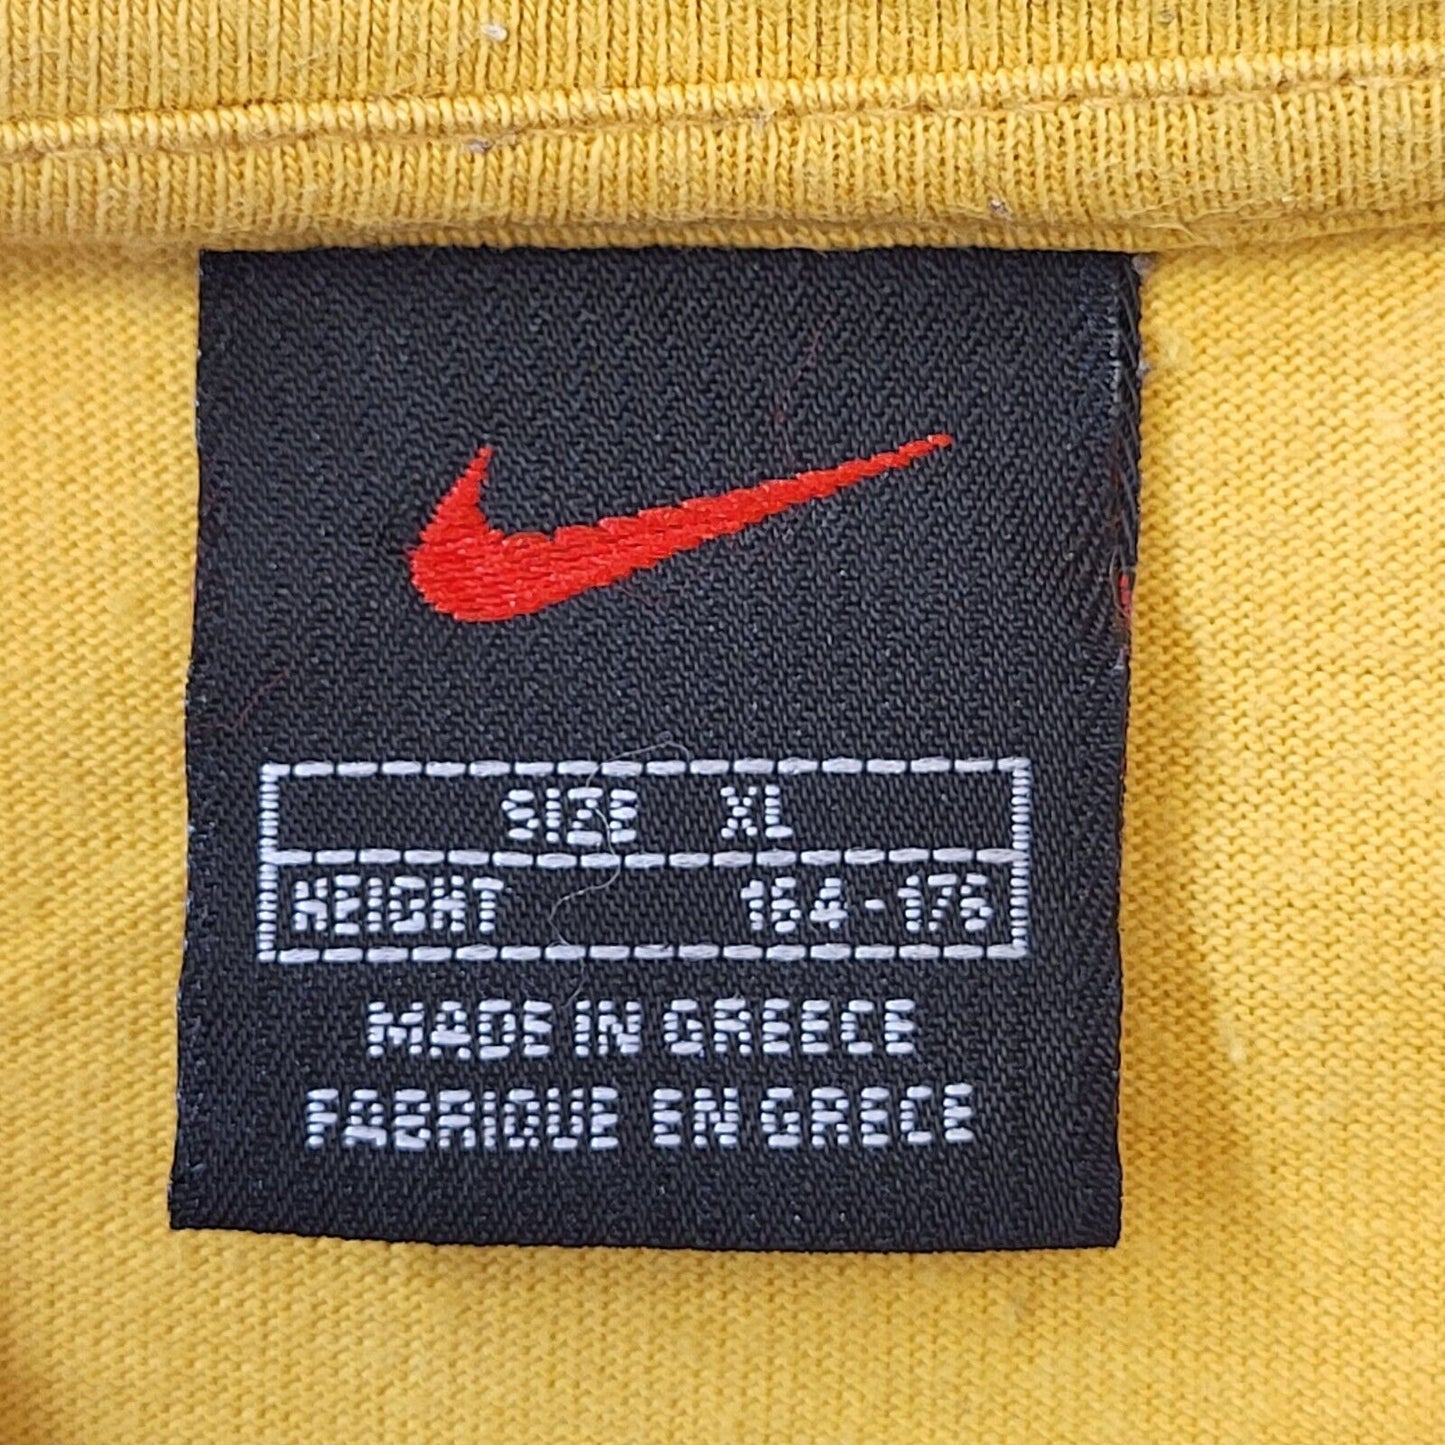 SIZE XL
HEIGHT 164-176
MADE IN GREECE
FABRIQUE EN GRECE